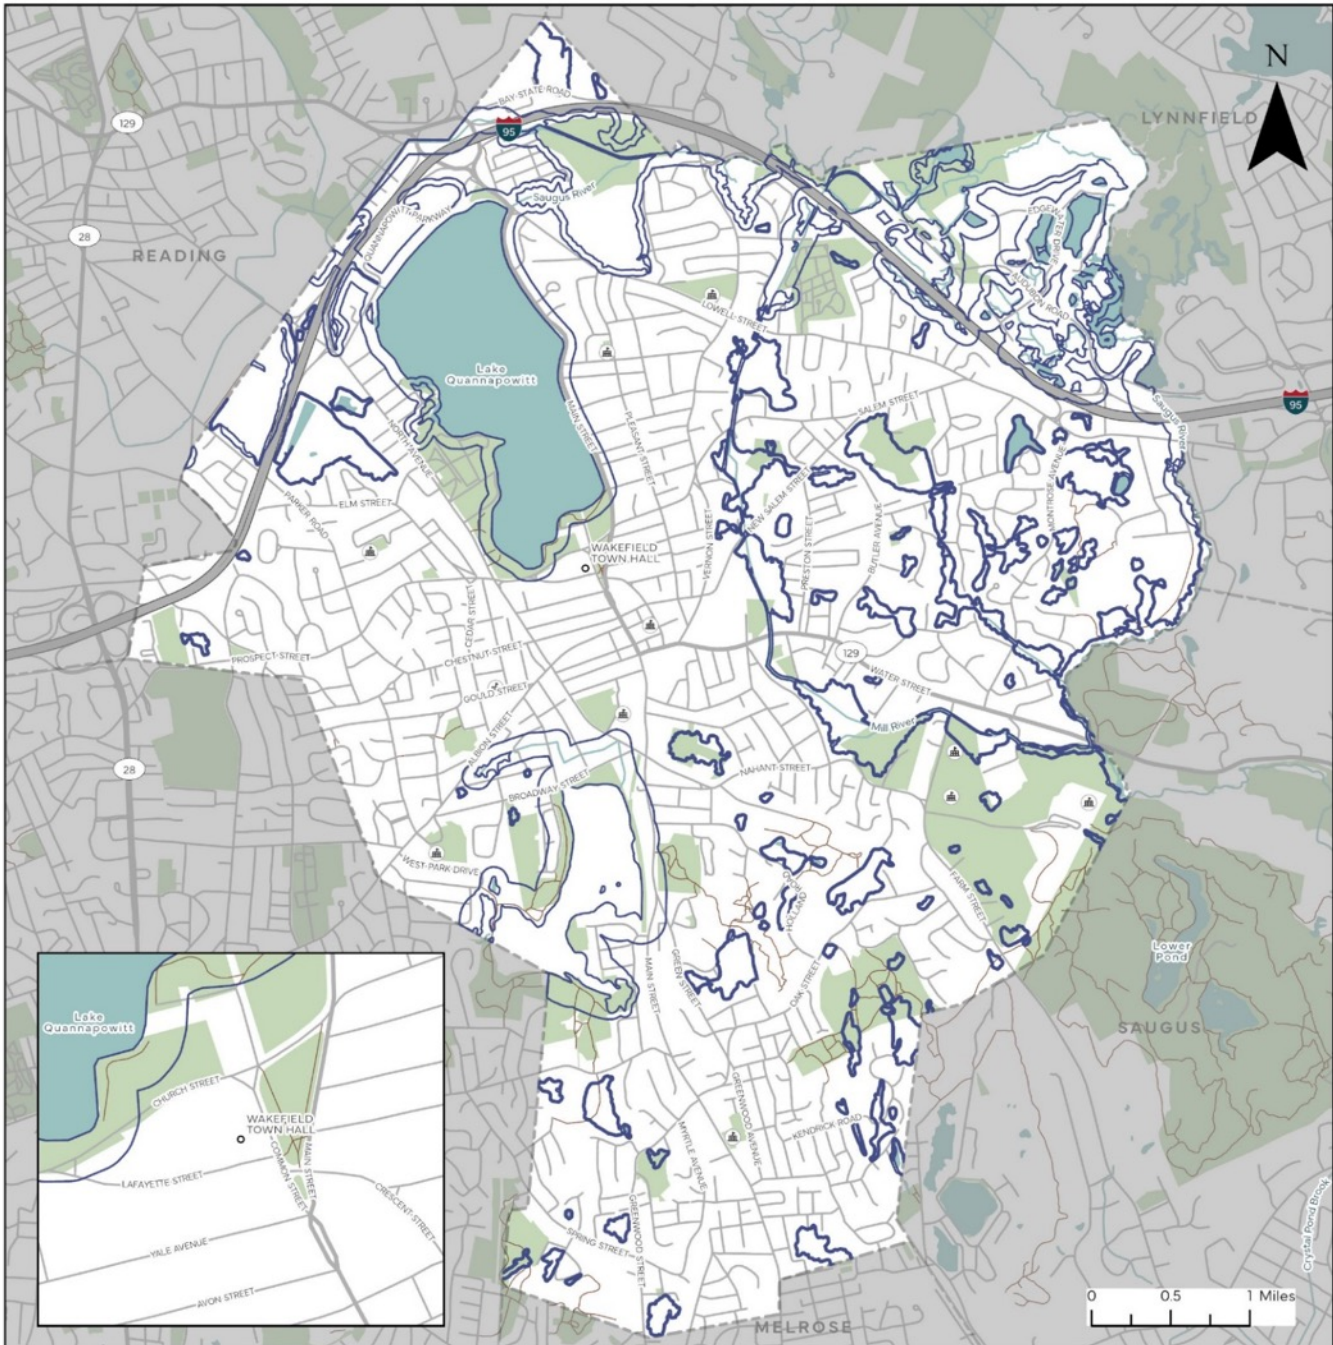 N
LYNNFIELD
BAY STATE ROAD
95
129
Saugus River
QUANNAPOWITT PARKWAY
28
READING
EDGEWATER DRIVE
AUDUBON ROAD
LOWELL STREET
Lake
Quannapowitt
MAIN STREET
PLEASANT STREET
SALEM STREET
95
Saugus River
NORTH AVENUE
MONTROSE AVENUE
PARKER ROAD
ELM STREET
NEW SALEM STREET
VERNON STREET
PRESTON STREET
BUTLER AVENUE
WAKEFIELD
TOWN HALL
CEDAR STREET
CHESTNUT STREET
PROSPECT STREET
129
WATER STREET
GOULD STREET
ALBION STREET
Mill River
28
NAHANT STREET
BROADWAY STREET
WEST PARK DRIVE
HOLLAND
ROAD
FARM STREET
Lower
Pond
MAIN STREET
GREEN STREET
OAK STREET
SAUGUS
GREENWOOD AVENUE
KENDRICK ROAD
MYRTLE AVENUE
GREENWOOD STREET
SPRING STREET
Crystal Pond Brook
MELROSE
0 0.5 1 Miles
Lake
Quannapowitt
CHURCH STREET
WAKEFIELD
TOWN HALL
LAFAYETTE STREET
COMMON STREET
MAIN STREET
CRESCENT STREET
YALE AVENUE
AVON STREET